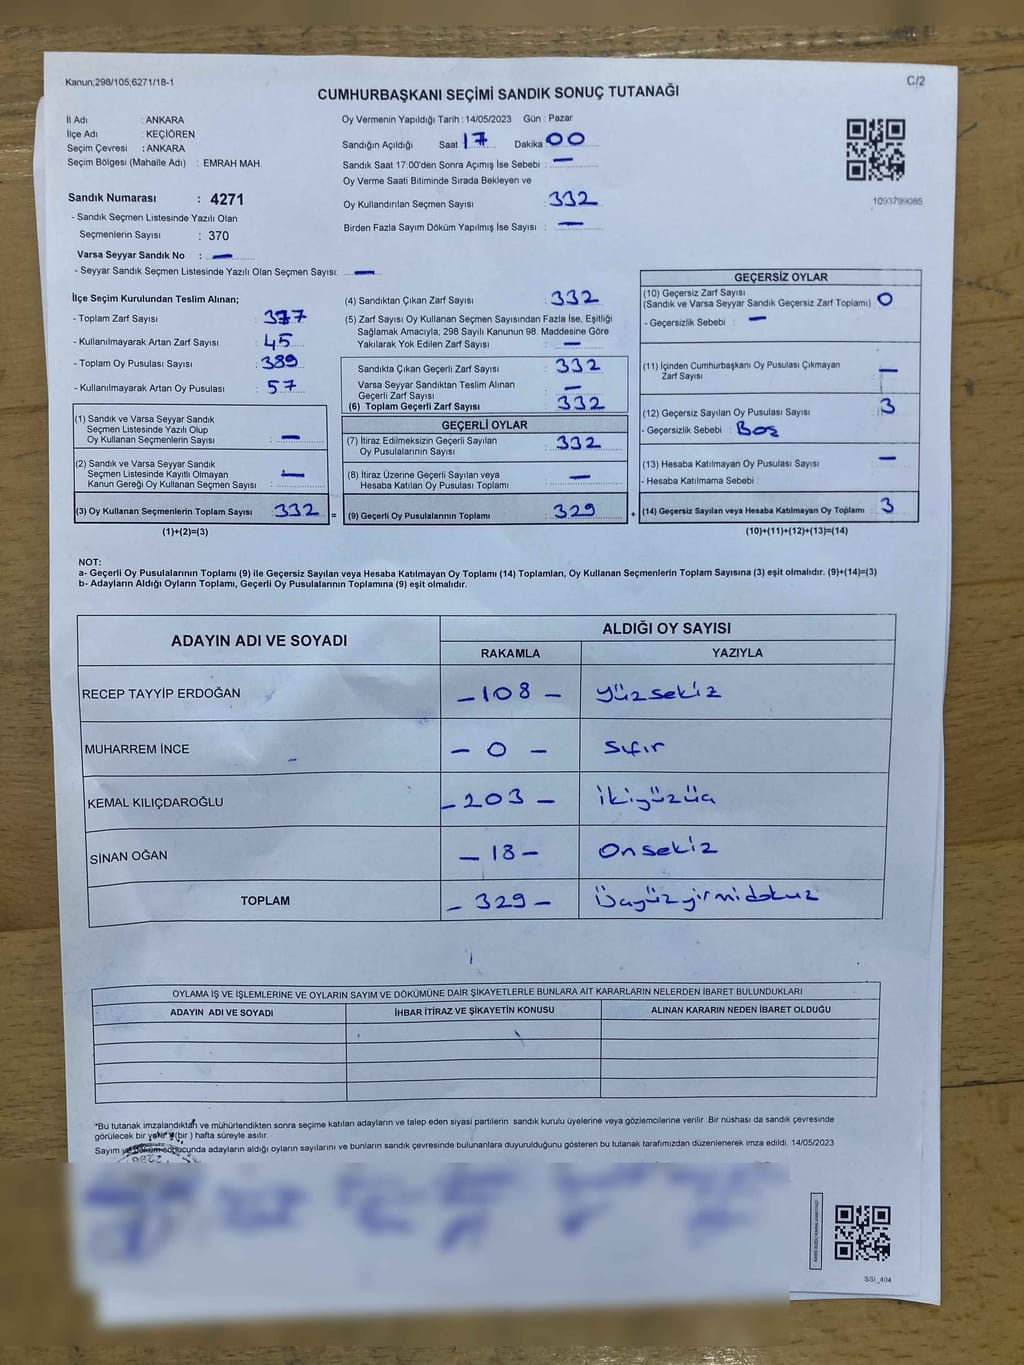 Kanun;298/105;6271/18-1
C/2
CUMHURBAŞKANI SEÇİMİ SANDIK SONUÇ TUTANAĞI
İl Adı : ANKARA
İlçe Adı : KEÇİÖREN
Seçim Çevresi : ANKARA
Seçim Bölgesi (Mahalle Adı) : EMRAH MAH.
Sandık Numarası : 4271
- Sandık Seçmen Listesinde Yazılı Olan
Seçmenlerin Sayısı : 370
Varsa Seyyar Sandık No : —
- Seyyar Sandık Seçmen Listesinde Yazılı Olan Seçmen Sayısı: —
Oy Vermenin Yapıldığı Tarih : 14/05/2023 Gün : Pazar
Sandığın Açıldığı Saat 17 Dakika 00
Sandık Saat 17:00'den Sonra Açımış İse Sebebi : —
Oy Verme Saati Bitiminde Sırada Bekleyen ve
Oy Kullandırılan Seçmen Sayısı : 332
Birden Fazla Sayım Döküm Yapılmış İse Sayısı : —
1093799085
İlçe Seçim Kurulundan Teslim Alınan;
- Toplam Zarf Sayısı : 377
- Kullanılmayarak Artan Zarf Sayısı : 45
- Toplam Oy Pusulası Sayısı : 389
- Kullanılmayarak Artan Oy Pusulası : 57
(1) Sandık ve Varsa Seyyar Sandık
Seçmen Listesinde Yazılı Olup
Oy Kullanan Seçmenlerin Sayısı : —
(2) Sandık ve Varsa Seyyar Sandık
Seçmen Listesinde Kayıtlı Olmayan
Kanun Gereği Oy Kullanan Seçmen Sayısı : —
(3) Oy Kullanan Seçmenlerin Toplam Sayısı : 332 =
(1)+(2)=(3)
(4) Sandıktan Çıkan Zarf Sayısı : 332
(5) Zarf Sayısı Oy Kullanan Seçmen Sayısından Fazla İse, Eşitliği
Sağlamak Amacıyla; 298 Sayılı Kanunun 98. Maddesine Göre
Yakılarak Yok Edilen Zarf Sayısı : —
Sandıkta Çıkan Geçerli Zarf Sayısı : 332
Varsa Seyyar Sandıktan Teslim Alınan
Geçerli Zarf Sayısı : —
(6) Toplam Geçerli Zarf Sayısı : 332
GEÇERLİ OYLAR
(7) İtiraz Edilmeksizin Geçerli Sayılan
Oy Pusulalarının Sayısı : 332
(8) İtiraz Üzerine Geçerli Sayılan veya
Hesaba Katılan Oy Pusulası Toplamı : —
(9) Geçerli Oy Pusulalarının Toplamı : 329 +
GEÇERSİZ OYLAR
(10) Geçersiz Zarf Sayısı
(Sandık ve Varsa Seyyar Sandık Geçersiz Zarf Toplamı) : 0
- Geçersizlik Sebebi : —
(11) İçinden Cumhurbaşkanı Oy Pusulası Çıkmayan
Zarf Sayısı : —
(12) Geçersiz Sayılan Oy Pusulası Sayısı : 3
- Geçersizlik Sebebi : Boş
(13) Hesaba Katılmayan Oy Pusulası Sayısı : —
- Hesaba Katılmama Sebebi :
(14) Geçersiz Sayılan veya Hesaba Katılmayan Oy Toplamı : 3
(10)+(11)+(12)+(13)=(14)
NOT:
a- Geçerli Oy Pusulalarının Toplamı (9) ile Geçersiz Sayılan veya Hesaba Katılmayan Oy Toplamı (14) Toplamları, Oy Kullanan Seçmenlerin Toplam Sayısına (3) eşit olmalıdır. (9)+(14)=(3)
b- Adayların Aldığı Oyların Toplamı, Geçerli Oy Pusulalarının Toplamına (9) eşit olmalıdır.
ADAYIN ADI VE SOYADI
ALDIĞI OY SAYISI
RAKAMLA YAZIYLA
RECEP TAYYİP ERDOĞAN – 108 – Yüzsekiz
MUHARREM İNCE – 0 – Sıfır
KEMAL KILIÇDAROĞLU – 203 – İkiyüzüç
SİNAN OĞAN – 18 – Onsekiz
TOPLAM – 329 – Üçyüzyirmidokuz
OYLAMA İŞ VE İŞLEMLERİNE VE OYLARIN SAYIM VE DÖKÜMÜNE DAİR ŞİKAYETLERLE BUNLARA AİT KARARLARIN NELERDEN İBARET BULUNDUKLARI
ADAYIN ADI VE SOYADI İHBAR İTİRAZ VE ŞİKAYETİN KONUSU ALINAN KARARIN NEDEN İBARET OLDUĞU
*Bu tutanak imzalandıktan ve mühürlendikten sonra seçime katılan adayların ve talep eden siyasi partilerin sandık kurulu üyelerine veya gözlemcilerine verilir .Bir nüshası da sandık çevresinde
görülecek bir yere (bir ) hafta süreyle asılır.
Sayım ve döküm sonucunda adayların aldığı oyların sayılarını ve bunların sandık çevresinde bulunanlara duyurulduğunu gösteren bu tutanak tarafımızdan düzenlenerek imza edildi. 14/05/2023
SSI_404